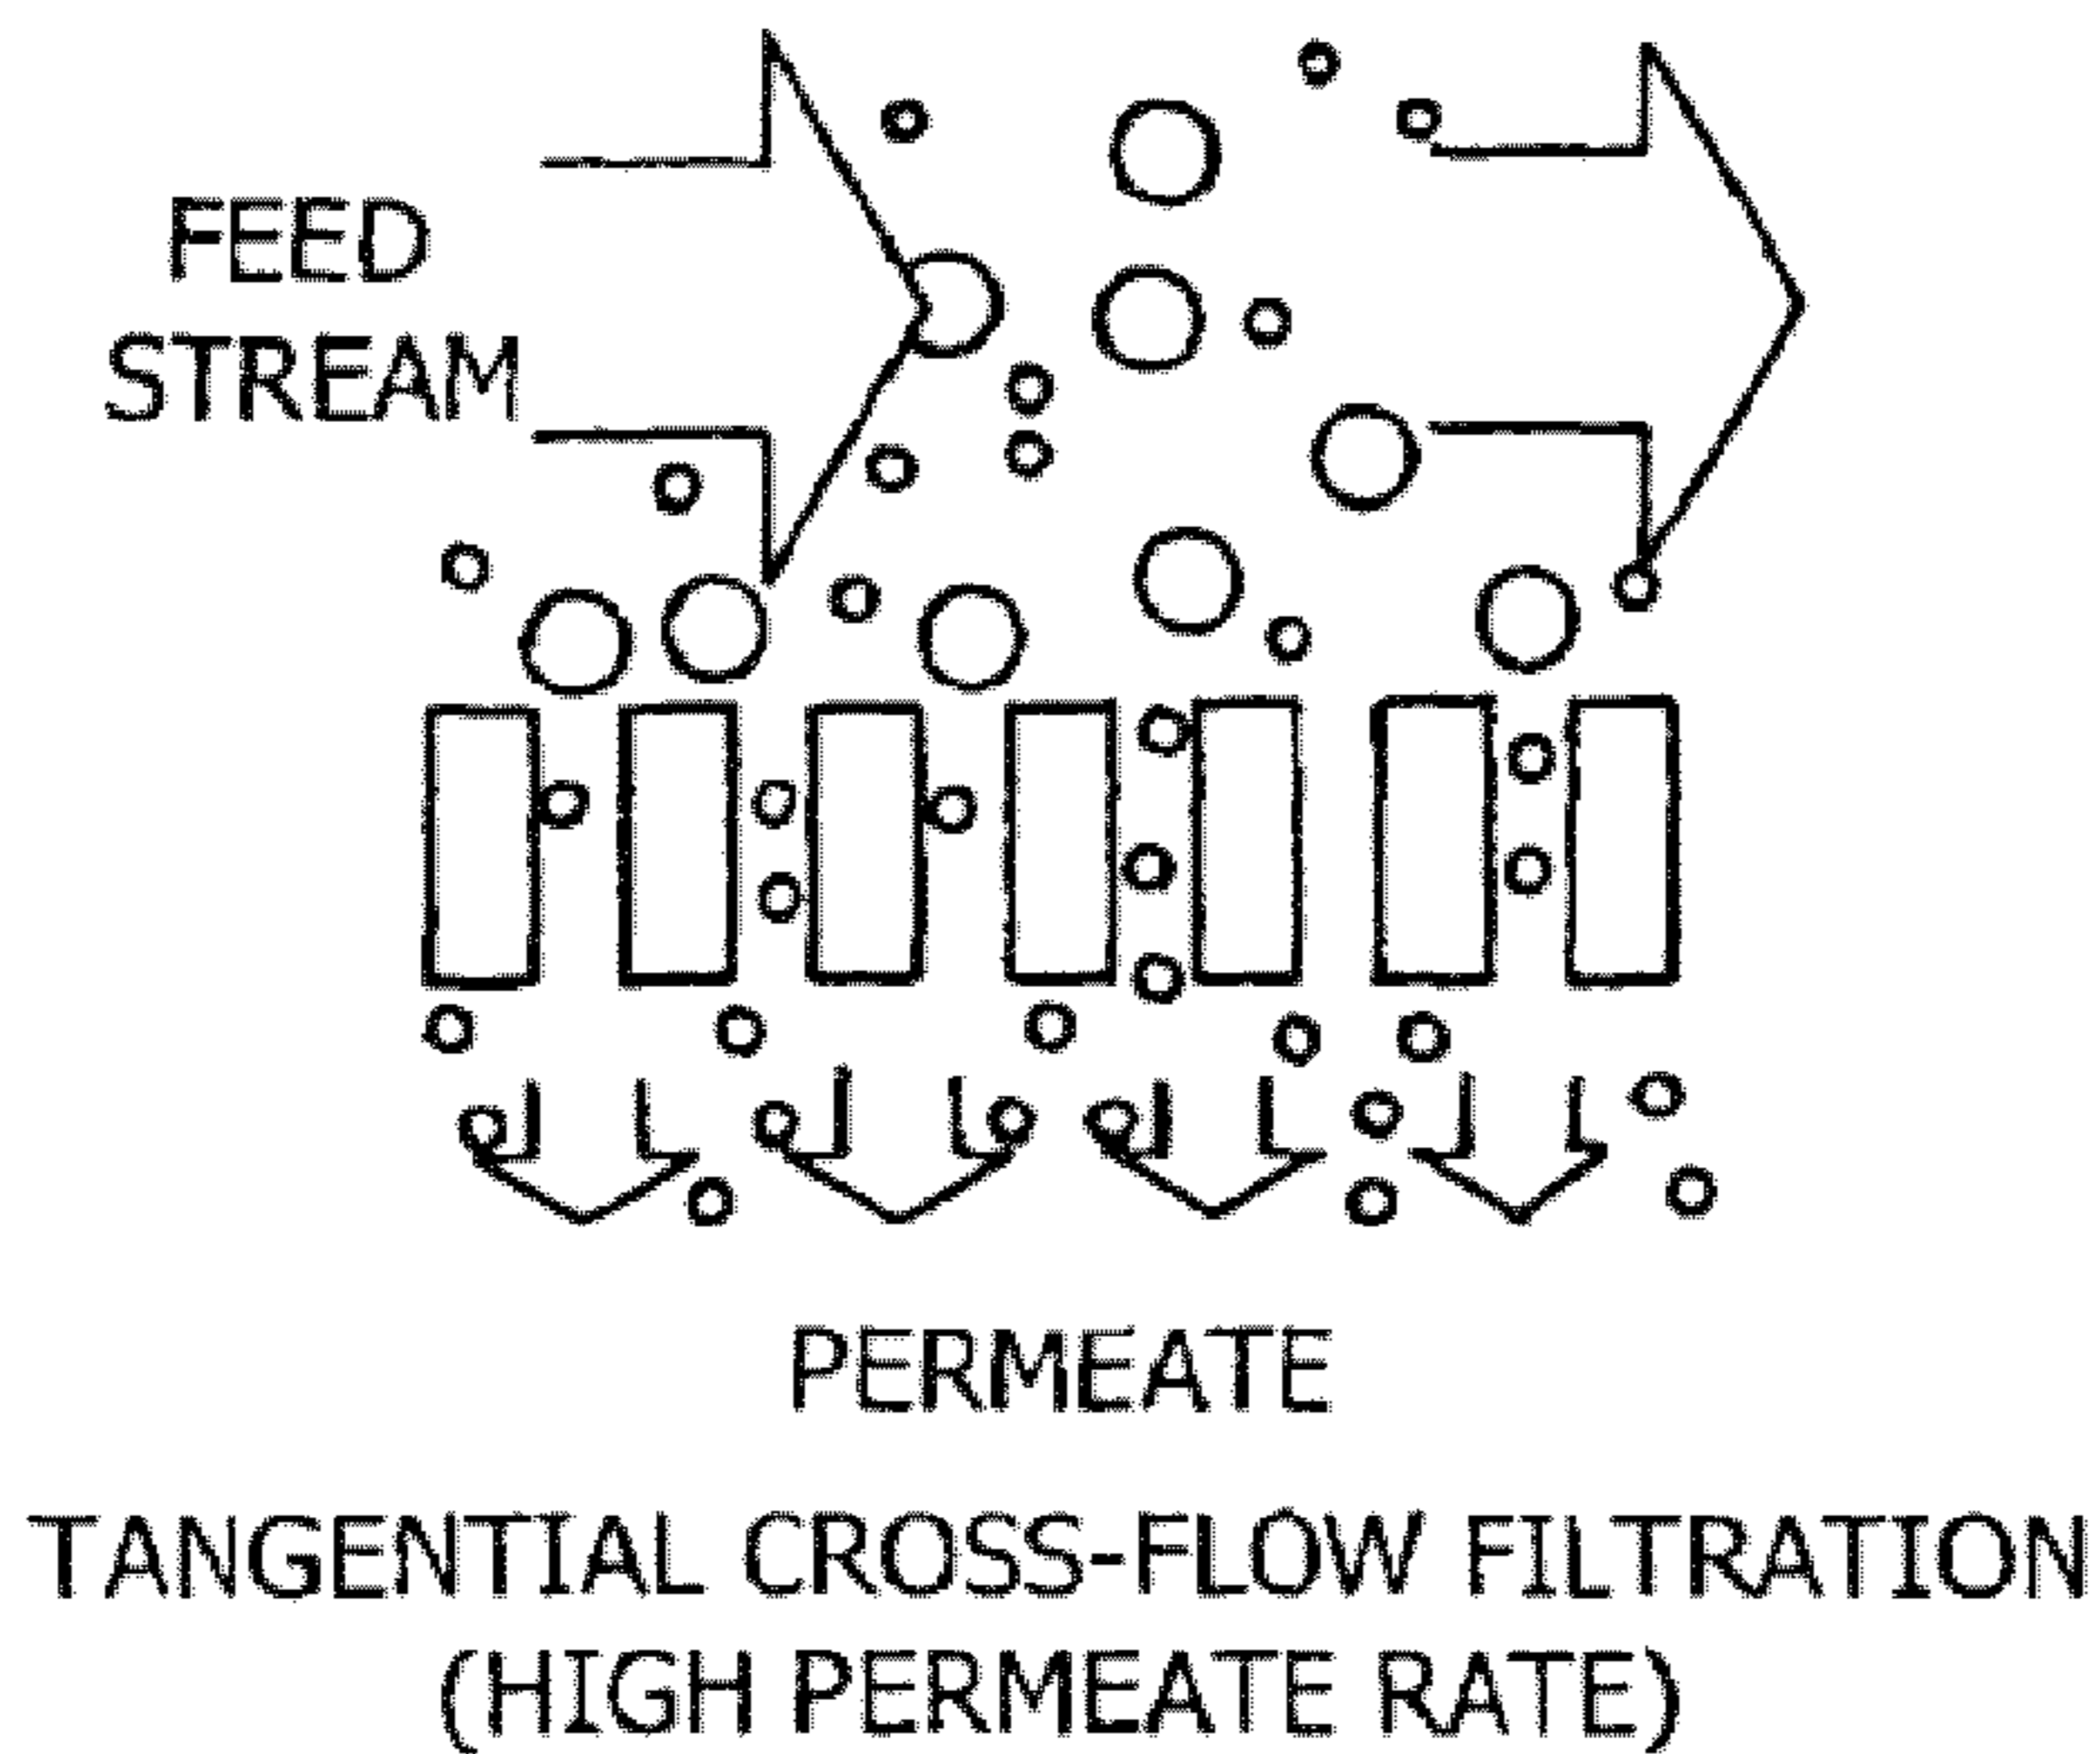 FEED
STREAM
PERMEATE
TANGENTIAL CROSS-FLOW FILTRATION
(HIGH PERMEATE RATE)